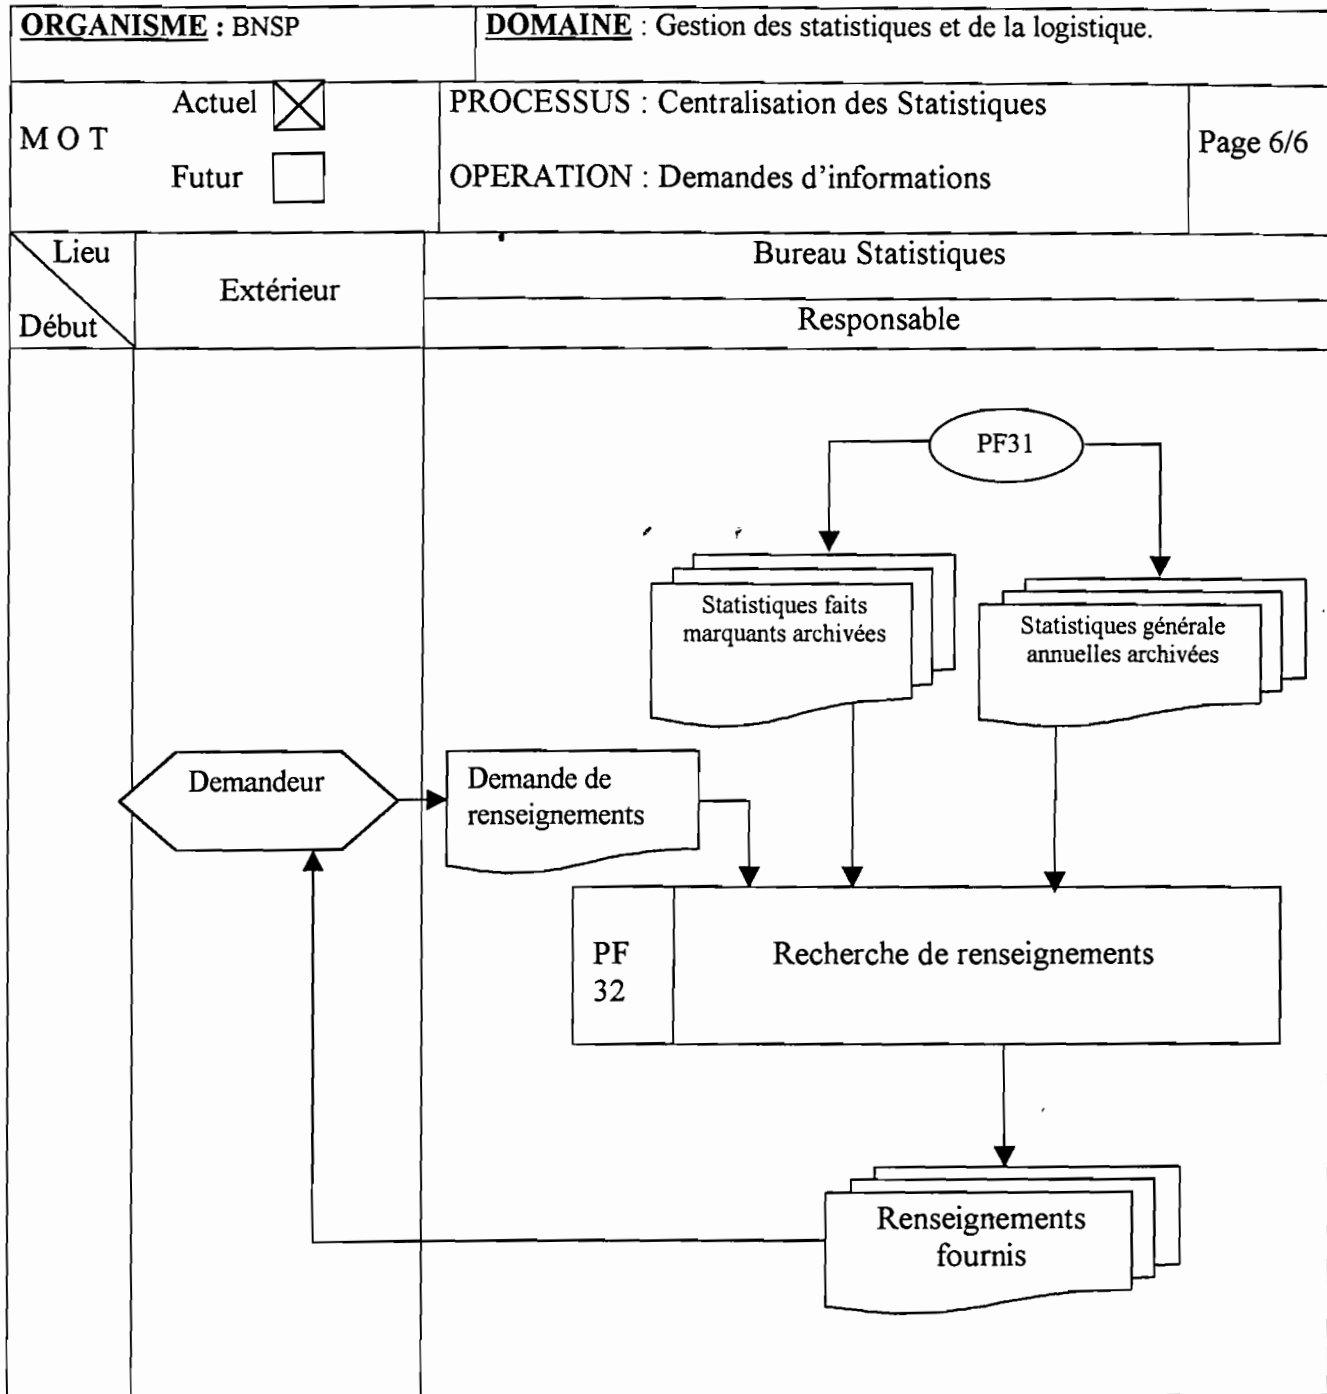 ORGANISME : BNSP
DOMAINE : Gestion des statistiques et de la logistique.
M O T
Actuel
Futur
PROCESSUS : Centralisation des Statistiques
OPERATION : Demandes d'informations
Page 6/6
Lieu
Début
Extérieur
Bureau Statistiques
Responsable
PF31
Statistiques faits
marquants archivées
Statistiques générale
annuelles archivées
Demandeur
Demande de
renseignements
PF
32
Recherche de renseignements
Renseignements
fournis